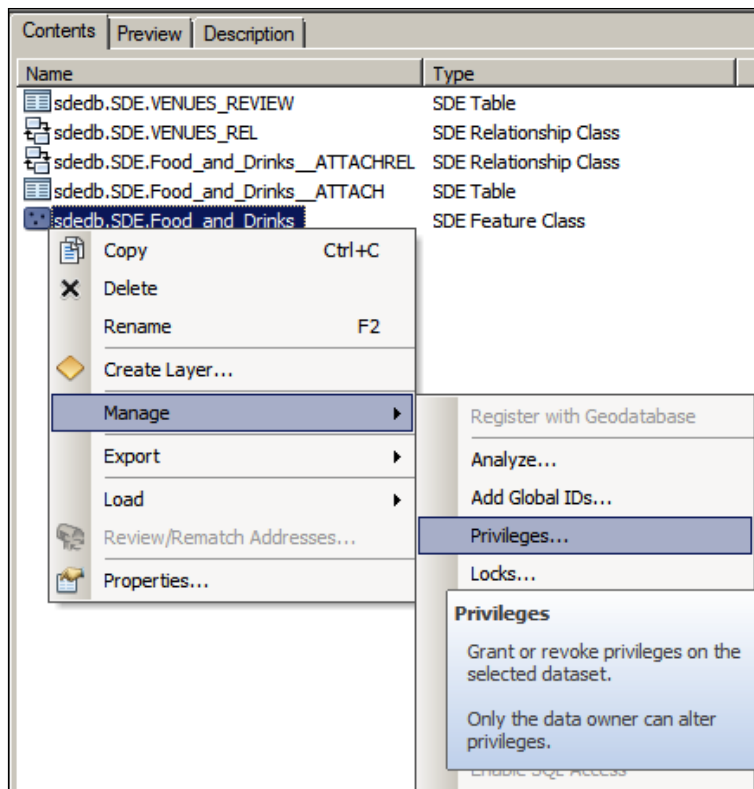 Contents Preview Description
Name Type
sdedb.SDE.VENUES_REVIEW SDE Table
sdedb.SDE.VENUES_REL SDE Relationship Class
sdedb.SDE.Food_and_Drinks__ATTACHREL SDE Relationship Class
sdedb.SDE.Food_and_Drinks__ATTACH SDE Table
sdedb.SDE.Food_and_Drinks SDE Feature Class
Copy Ctrl+C
Delete
Rename F2
Create Layer...
Manage
Export
Load
Review/Rematch Addresses...
Properties...
Register with Geodatabase
Analyze...
Add Global IDs...
Privileges...
Locks...
Privileges
Grant or revoke privileges on the
selected dataset.
Only the data owner can alter
privileges.
Enable SQL Access